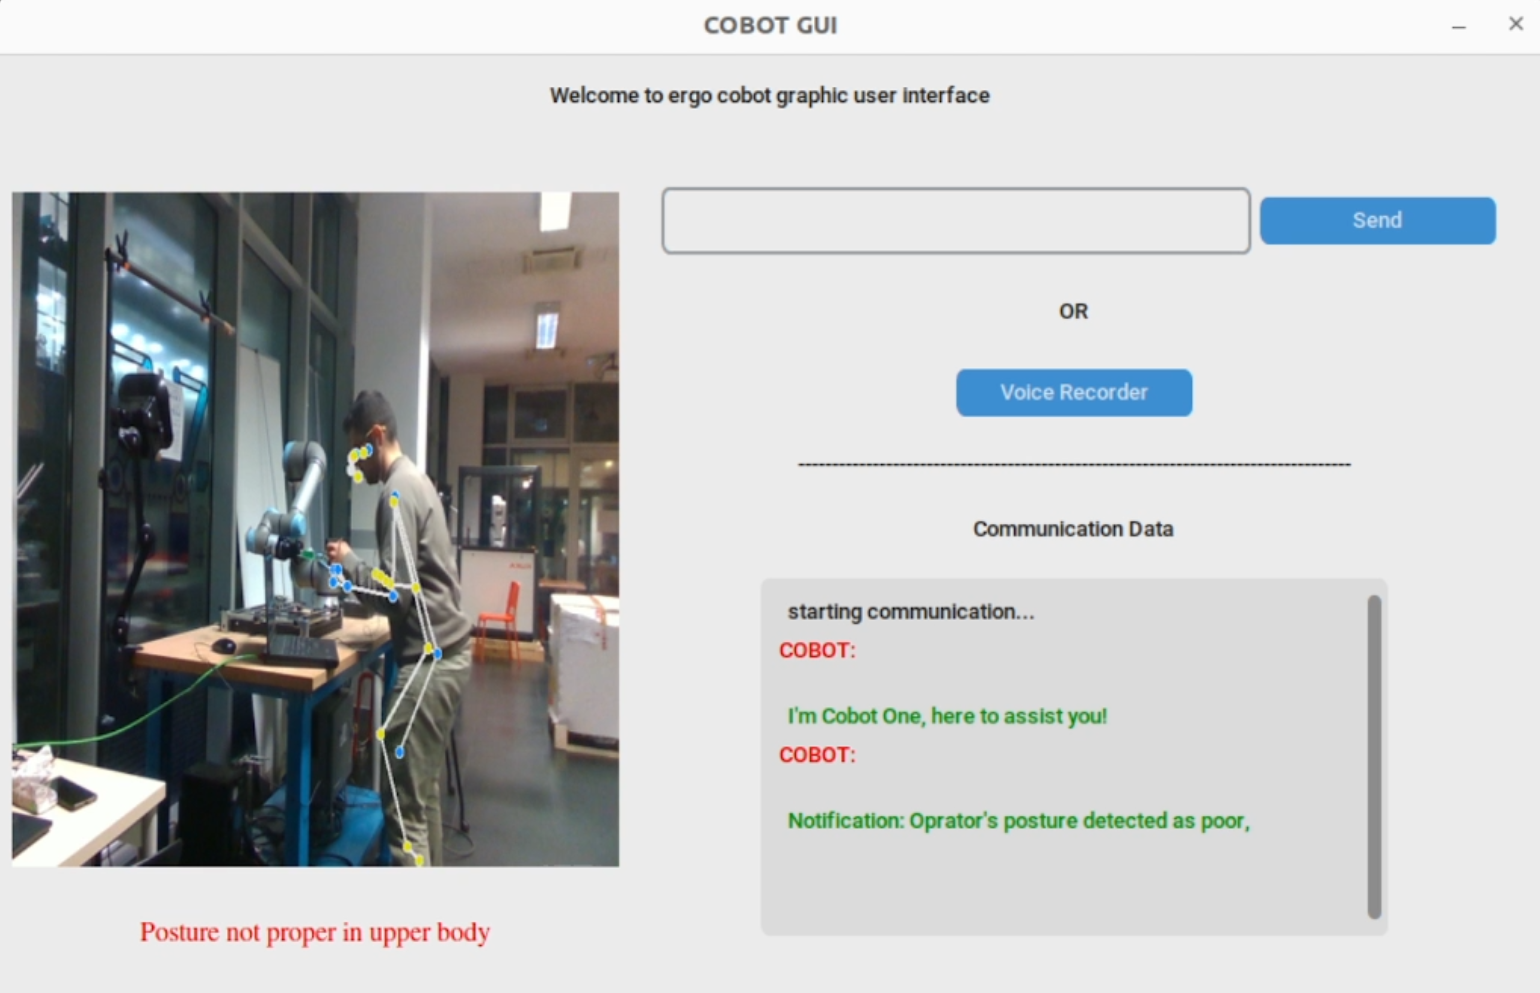 COBOT GUI
Welcome to ergo cobot graphic user interface
Send
OR
Voice Recorder
Communication Data
starting communication...
COBOT:
I'm Cobot One, here to assist you!
COBOT:
Notification: Oprator's posture detected as poor,
Posture not proper in upper body